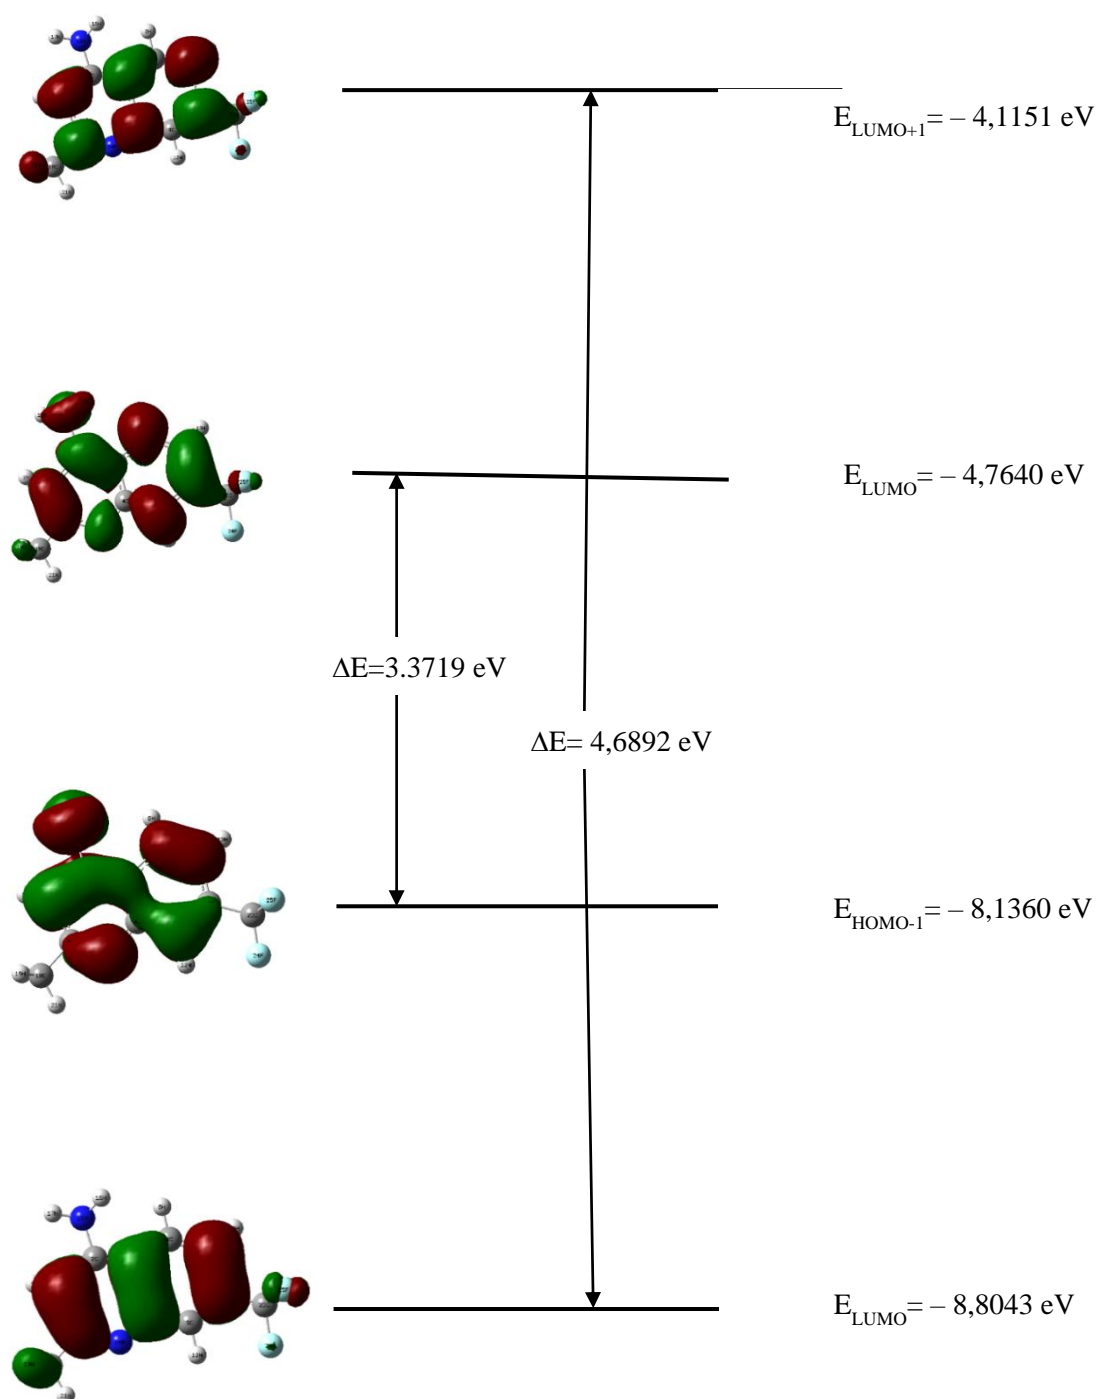 E_LUMO+1= – 4,1151 eV
E_LUMO= – 4,7640 eV
ΔE=3.3719 eV
ΔE= 4,6892 eV
E_HOMO-1= – 8,1360 eV
E_LUMO= – 8,8043 eV